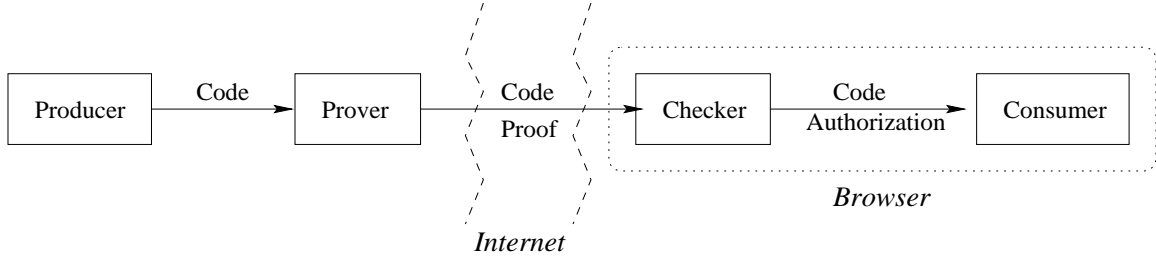 Producer
Code
Prover
Code
Proof
Checker
Code
Authorization
Consumer
Browser
Internet